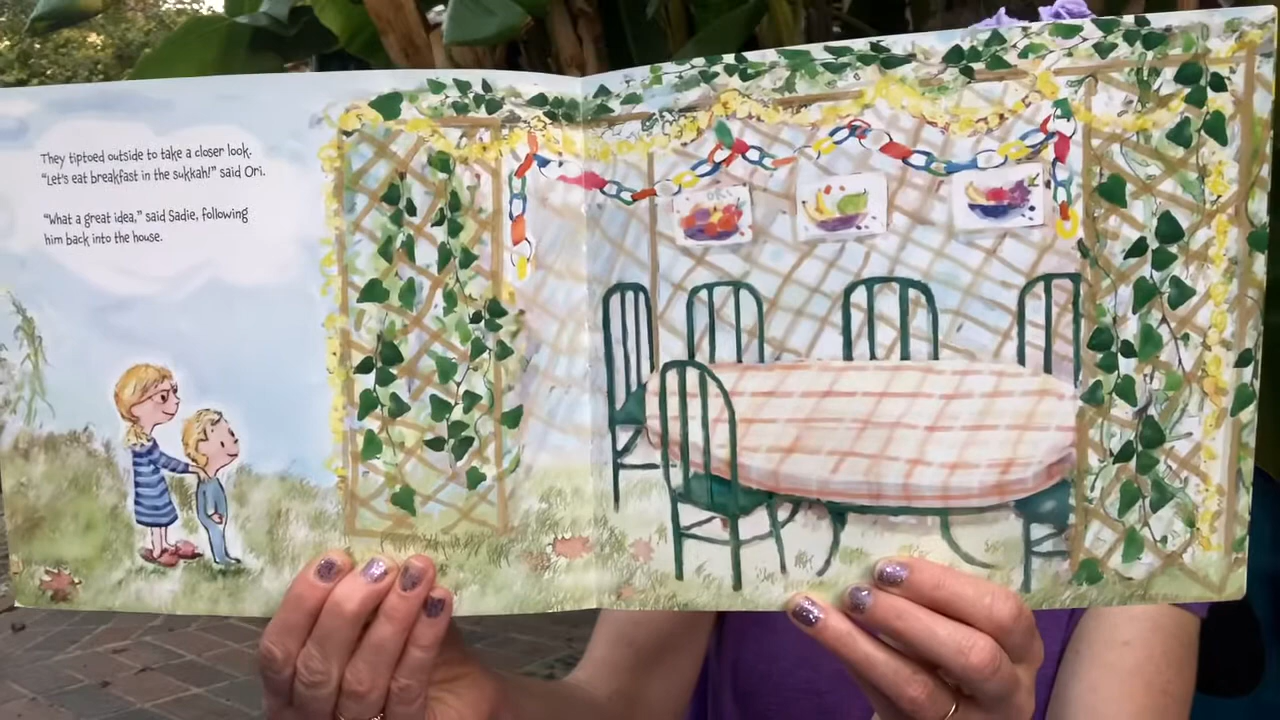 They tiptoed outside to take a closer look.
"Let's eat breakfast in the sukkah!" said Ori.
"What a great idea," said Sadie, following
him back into the house.
ORI